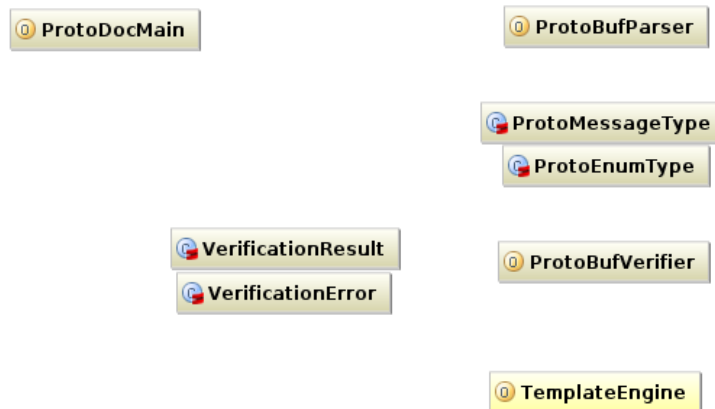 ProtoDocMain
ProtoBufParser
ProtoMessageType
ProtoEnumType
VerificationResult
ProtoBufVerifier
VerificationError
TemplateEngine